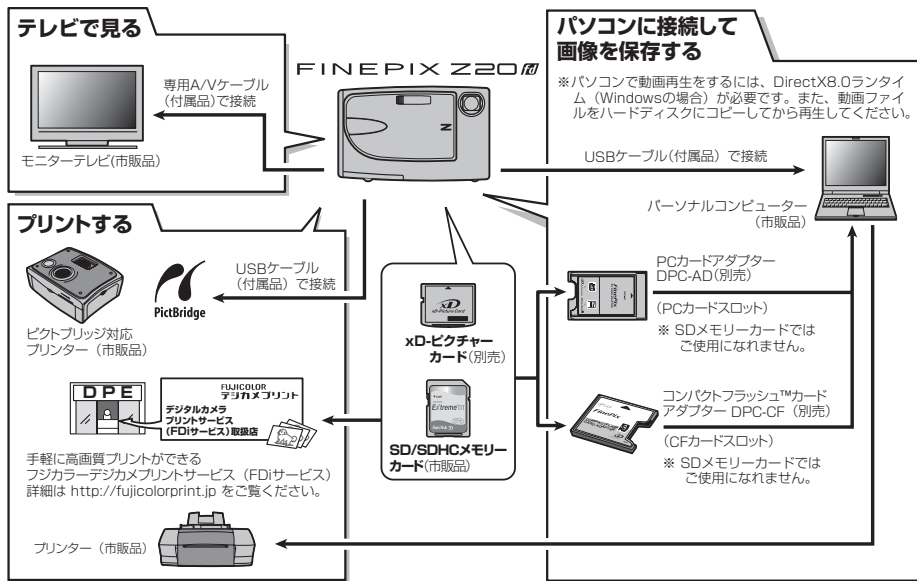 テレビで見る
専用A/Vケーブル
(付属品)で接続
モニターテレビ(市販品)
FINEPIX Z20fd
Z
パソコンに接続して
画像を保存する
※パソコンで動画再生をするには、DirectX8.0ランタイ
ム（Windowsの場合）が必要です。また、動画ファイ
ルをハードディスクにコピーしてから再生してください。
USBケーブル(付属品）で接続
パーソナルコンピューター
(市販品)
プリントする
USBケーブル
(付属品）で接続
PictBridge
ピクトブリッジ対応
プリンター（市販品）
DPE
FUJICOLOR
デジカメプリント
デジタルカメラ
プリントサービス
(FDiサービス)取扱店
手軽に高画質プリントができる
フジカラーデジカメプリントサービス（FDiサービス）
詳細は http://fujicolorprint.jp をご覧ください。
プリンター（市販品）
xD
xD-Picture Card
xD-ピクチャー
カード(別売)
Extreme III
SanDisk
SD/SDHCメモリー
カード(市販品)
PCカードアダプター
DPC-AD(別売)
(PCカードスロット)
※ SDメモリーカードでは
ご使用になれません。
FinePix
コンパクトフラッシュ™カード
アダプター DPC-CF（別売）
(CFカードスロット)
※ SDメモリーカードでは
ご使用になれません。